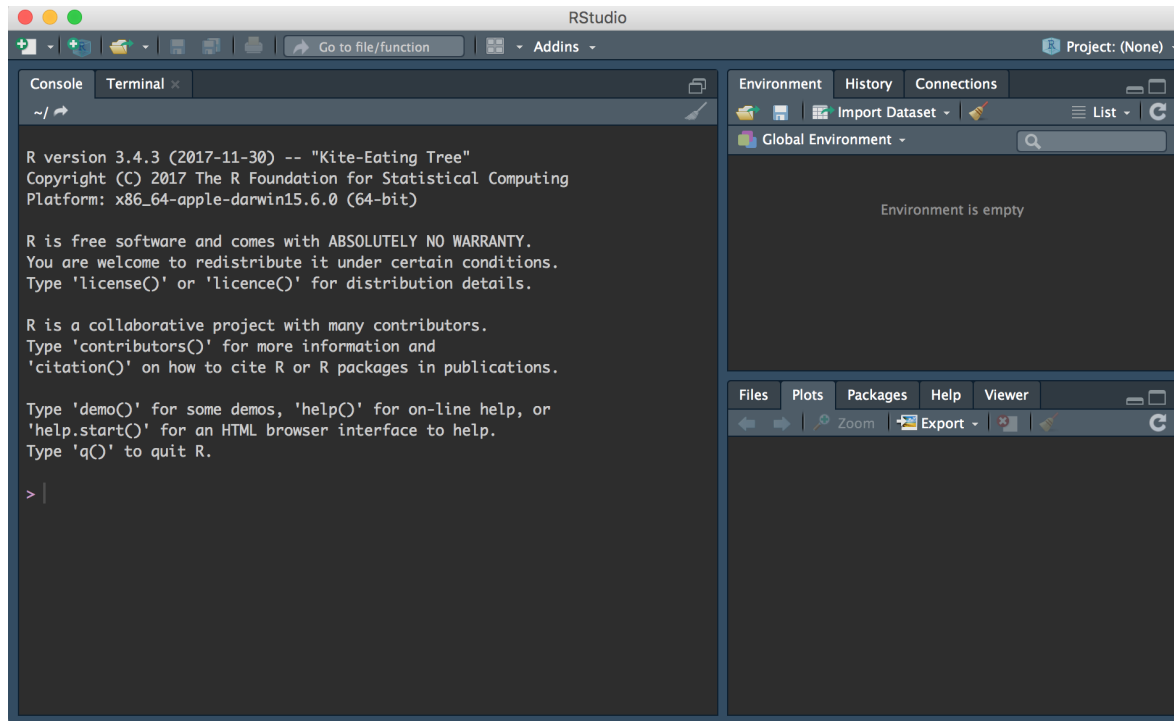 RStudio
Go to file/function
Addins
Project: (None)
Console Terminal
~/
R version 3.4.3 (2017-11-30) -- "Kite-Eating Tree"
Copyright (C) 2017 The R Foundation for Statistical Computing
Platform: x86_64-apple-darwin15.6.0 (64-bit)
R is free software and comes with ABSOLUTELY NO WARRANTY.
You are welcome to redistribute it under certain conditions.
Type 'license()' or 'licence()' for distribution details.
R is a collaborative project with many contributors.
Type 'contributors()' for more information and
'citation()' on how to cite R or R packages in publications.
Type 'demo()' for some demos, 'help()' for on-line help, or
'help.start()' for an HTML browser interface to help.
Type 'q()' to quit R.
>
Environment History Connections
Import Dataset List
Global Environment
Environment is empty
Files Plots Packages Help Viewer
Zoom Export